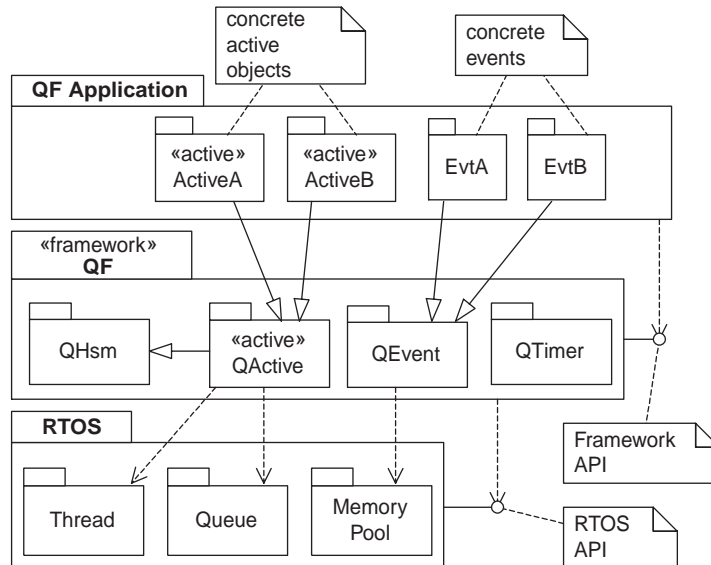 concrete
active
objects
concrete
events
QF Application
«active»
ActiveA
«active»
ActiveB
EvtA
EvtB
«framework»
QF
QHsm
«active»
QActive
QEvent
QTimer
RTOS
Thread
Queue
Memory
Pool
Framework
API
RTOS
API